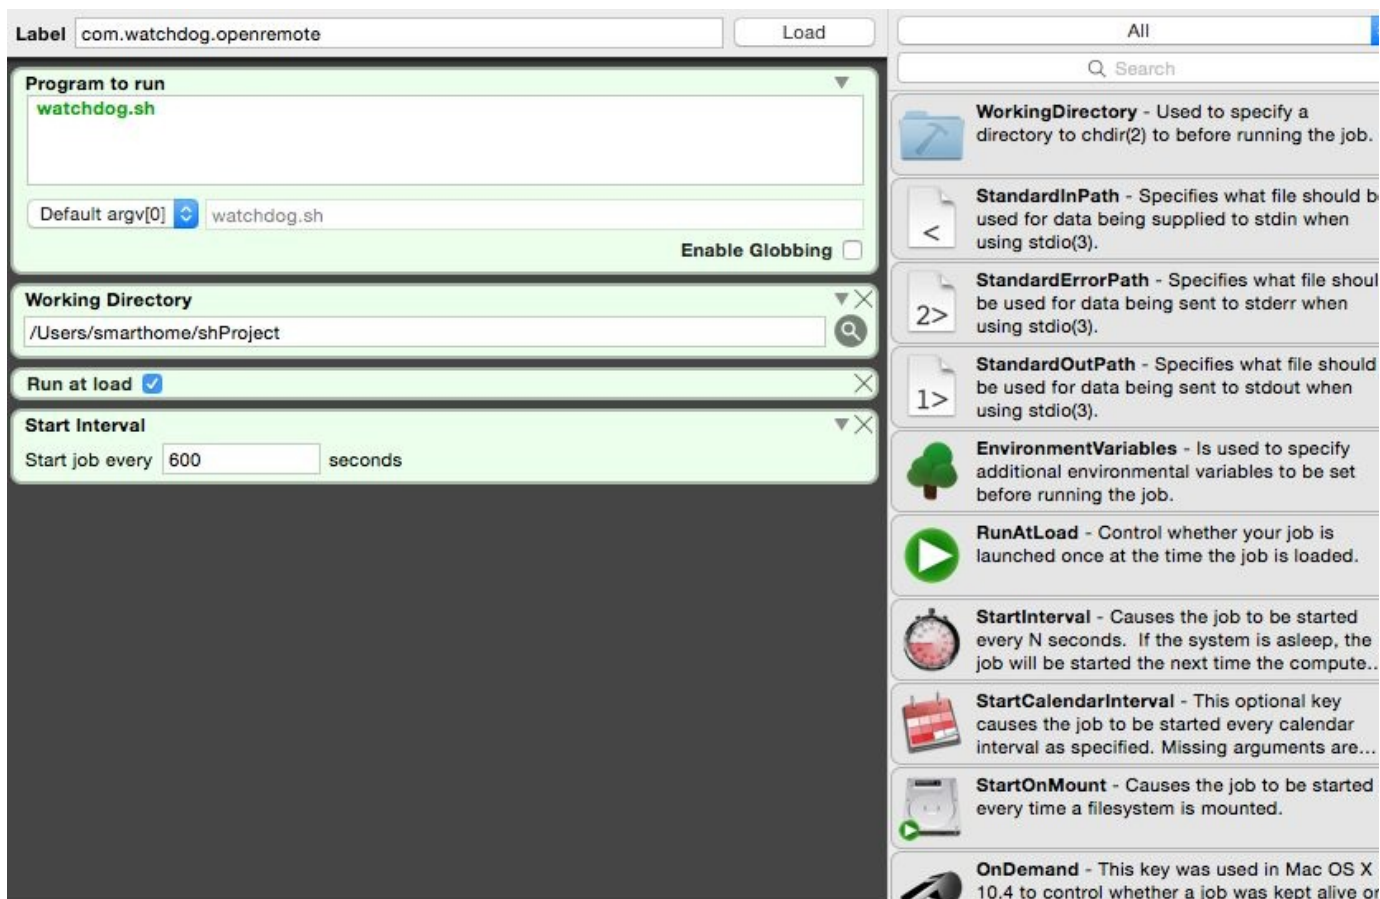 Label com.watchdog.openremote Load
Program to run
watchdog.sh
Default argv[0] watchdog.sh
Enable Globbing
Working Directory
/Users/smarthome/shProject
Run at load
Start Interval
Start job every 600 seconds
All
Search
WorkingDirectory - Used to specify a
directory to chdir(2) to before running the job.
<
StandardInPath - Specifies what file should be
used for data being supplied to stdin when
using stdio(3).
2>
StandardErrorPath - Specifies what file shoul
be used for data being sent to stderr when
using stdio(3).
1>
StandardOutPath - Specifies what file should
be used for data being sent to stdout when
using stdio(3).
EnvironmentVariables - Is used to specify
additional environmental variables to be set
before running the job.
RunAtLoad - Control whether your job is
launched once at the time the job is loaded.
StartInterval - Causes the job to be started
every N seconds. If the system is asleep, the
job will be started the next time the compute...
StartCalendarInterval - This optional key
causes the job to be started every calendar
interval as specified. Missing arguments are...
StartOnMount - Causes the job to be started
every time a filesystem is mounted.
OnDemand - This key was used in Mac OS X
10.4 to control whether a job was kept alive or